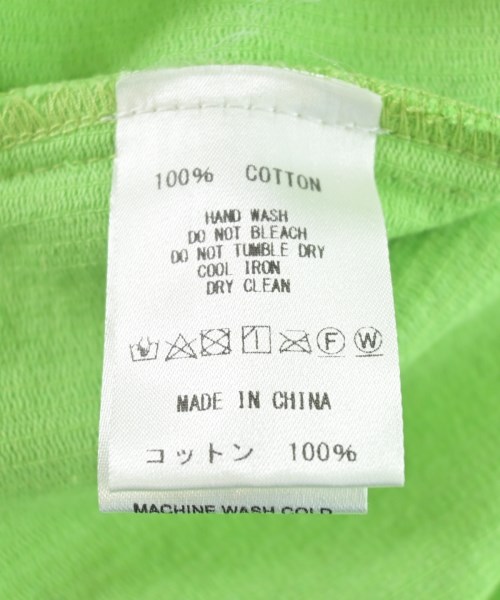 100% COTTON
HAND WASH
DO NOT BLEACH
DO NOT TUMBLE DRY
COOL IRON
DRY CLEAN
F W
MADE IN CHINA
コットン 100%
MACHINE WASH COLD